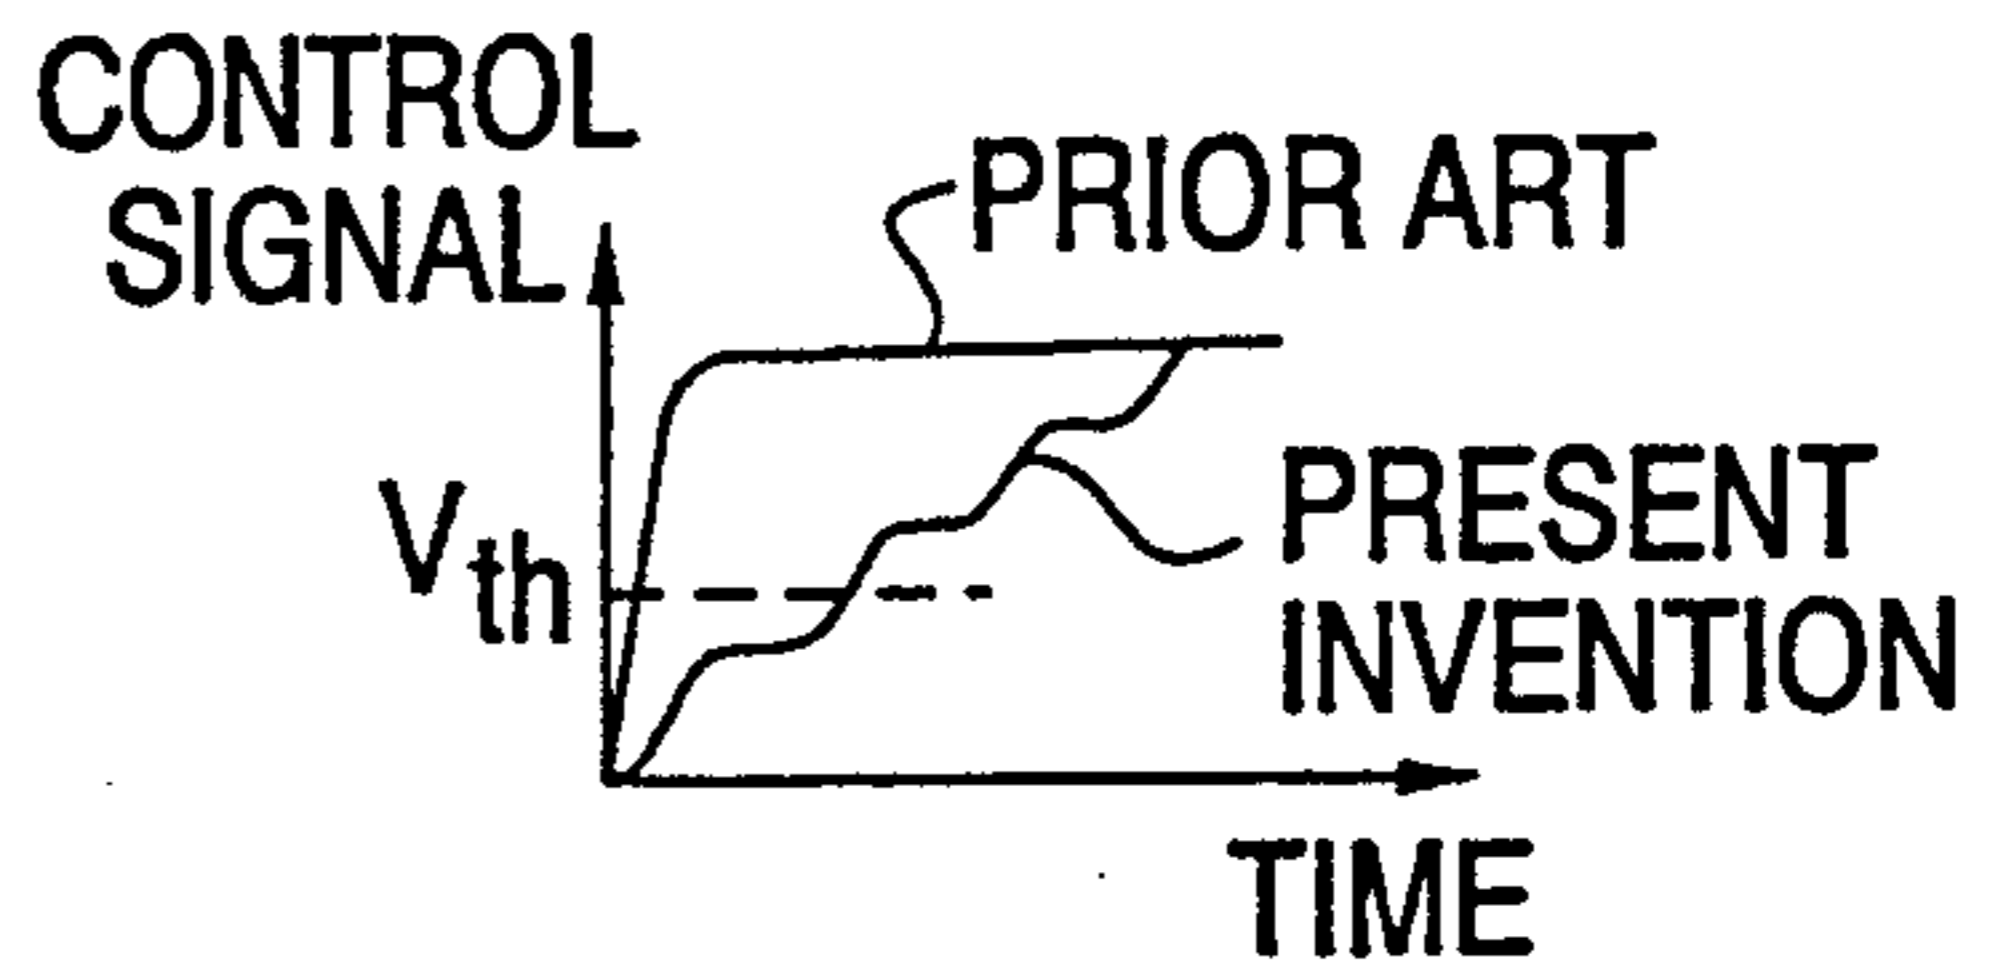 CONTROL
SIGNAL
PRIOR ART
Vth
PRESENT
INVENTION
TIME